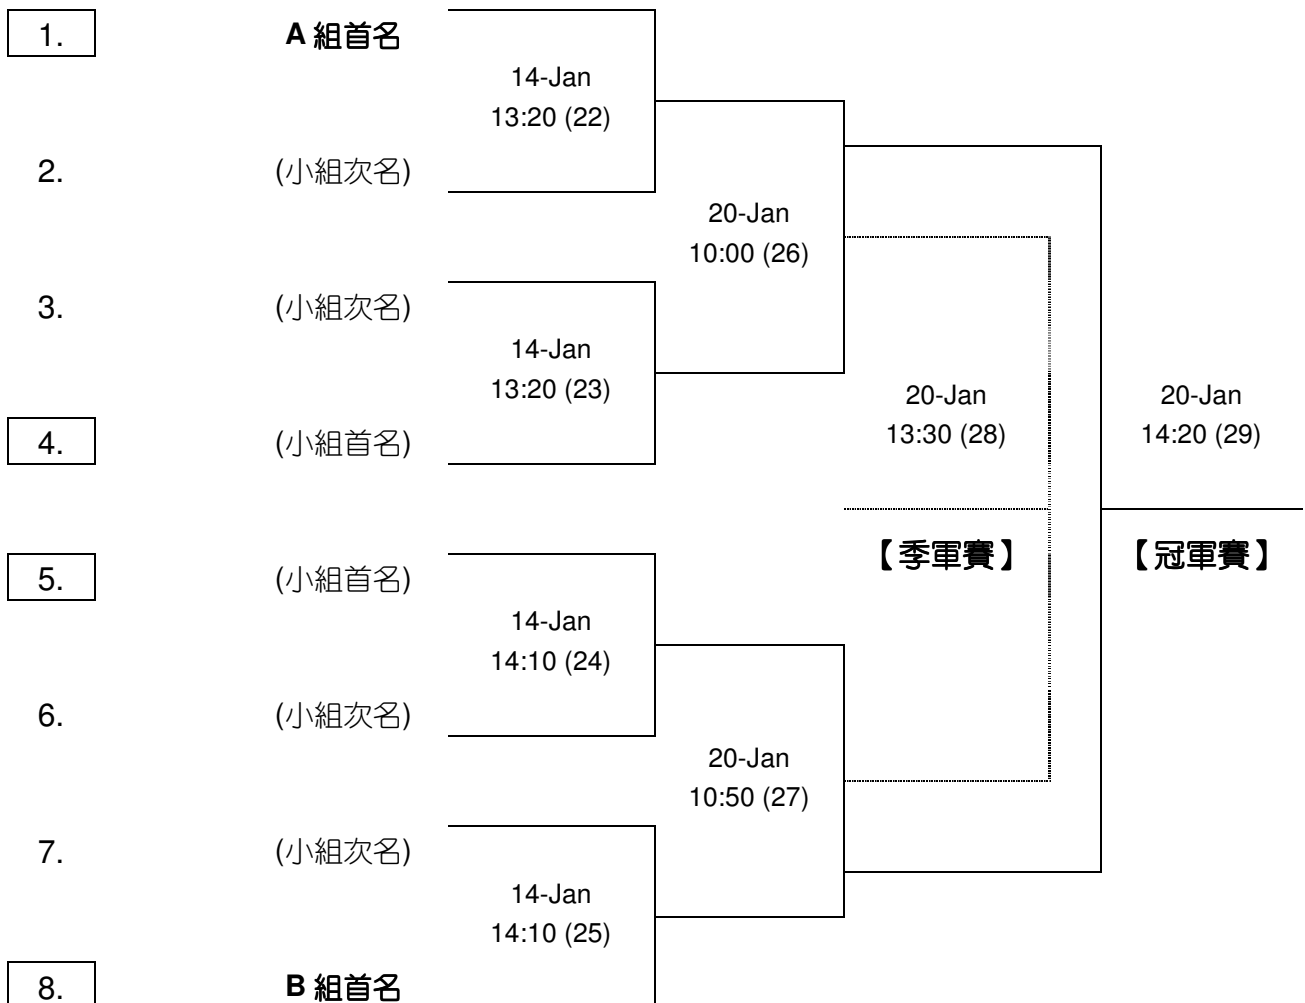 1. A 組首名
14-Jan
13:20 (22)
2. (小組次名)
20-Jan
10:00 (26)
3. (小組次名)
14-Jan
13:20 (23)
20-Jan
13:30 (28)
20-Jan
14:20 (29)
4. (小組首名)
【季軍賽】
【冠軍賽】
5. (小組首名)
14-Jan
14:10 (24)
6. (小組次名)
20-Jan
10:50 (27)
7. (小組次名)
14-Jan
14:10 (25)
8. B 組首名